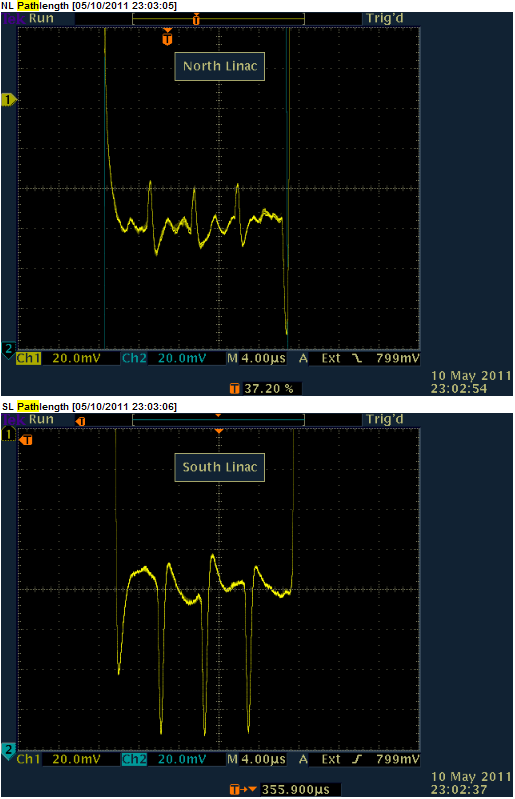 NL Pathlength [05/10/2011 23:03:05]
Run Trig'd
T
T
North Linac
1
2
Ch1 20.0mV Ch2 20.0mV M 4.00µs A Ext 799mV
T 37.20 %
10 May 2011
23:02:54
SL Pathlength [05/10/2011 23:03:06]
Run T Trig'd
1
T
South Linac
2
Ch1 20.0mV Ch2 20.0mV M 4.00µs A Ext 799mV
T 355.900µs
10 May 2011
23:02:37